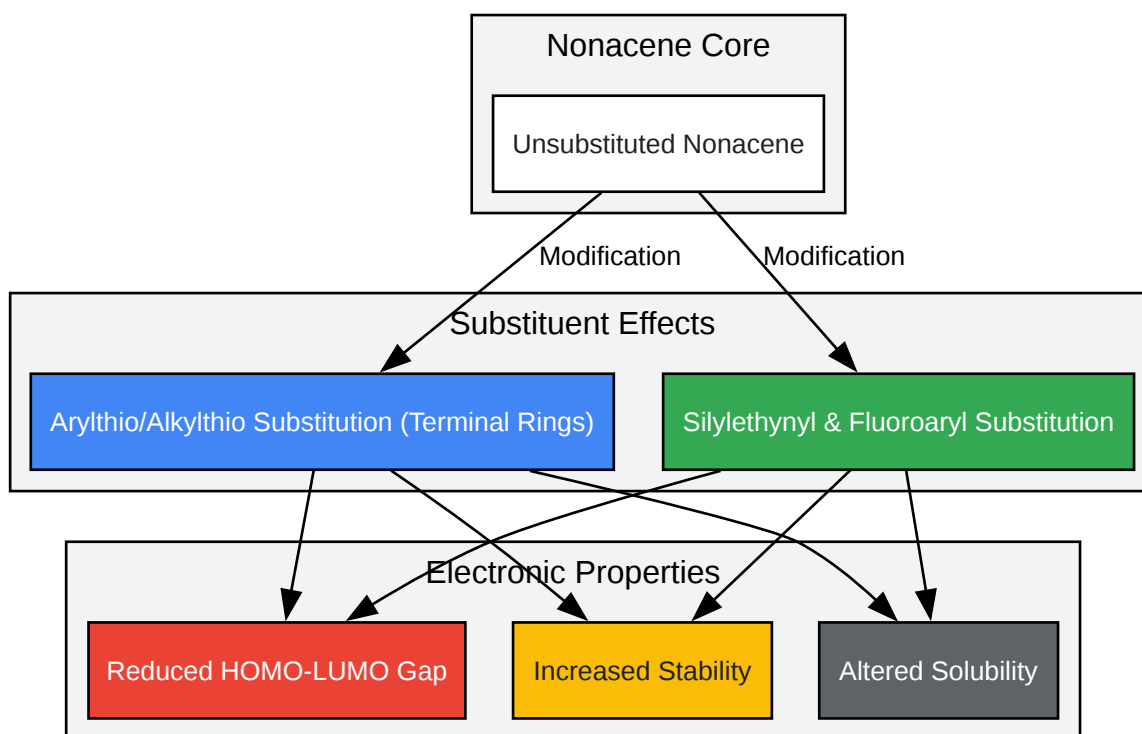 Nonacene Core
Unsubstituted Nonacene
Modification
Modification
Substituent Effects
Arylthio/Alkylthio Substitution (Terminal Rings)
Silylethynyl & Fluoroaryl Substitution
Electronic Properties
Reduced HOMO-LUMO Gap
Increased Stability
Altered Solubility